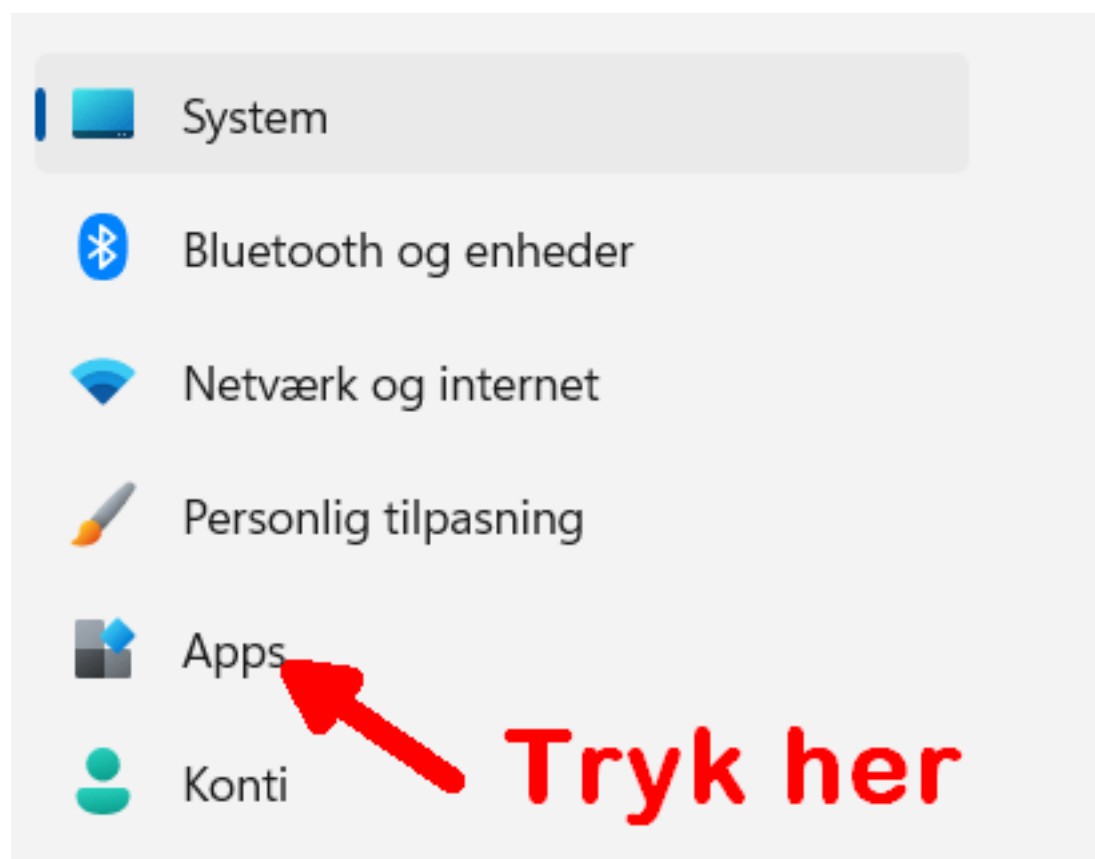 System
Bluetooth og enheder
Netværk og internet
Personlig tilpasning
Apps
Tryk her
Konti